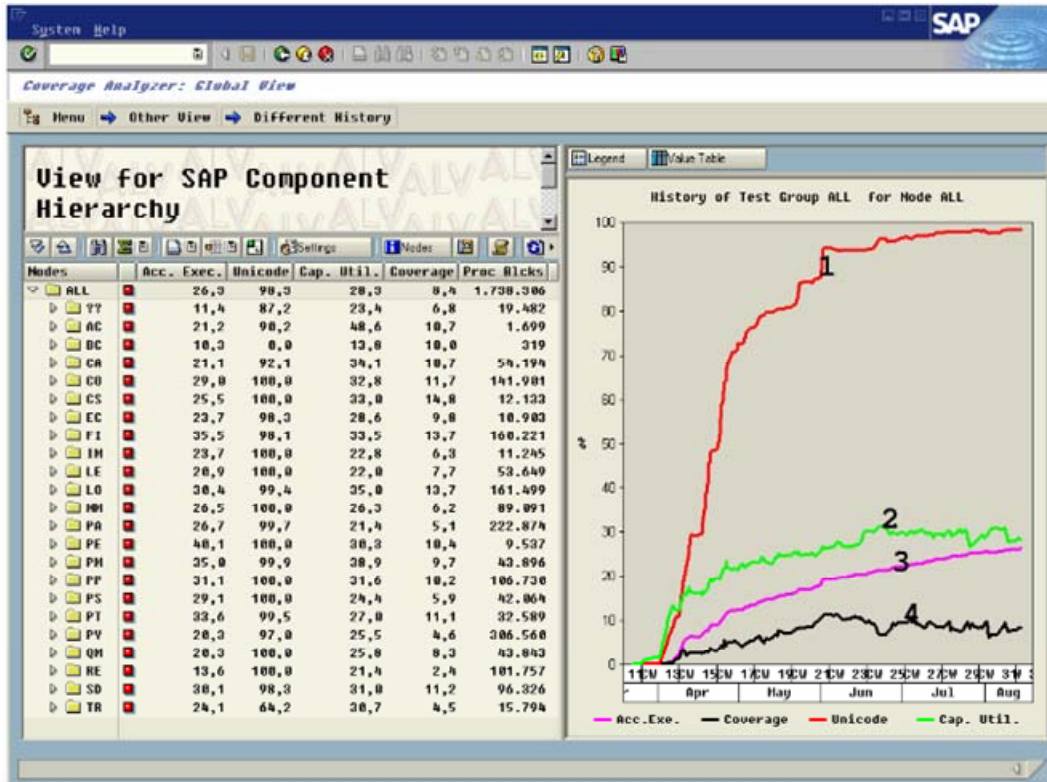 System Help
SAP
Coverage Analyzer: Global View
Menu Other View Different History
View for SAP Component
Hierarchy
Settings Nodes
Nodes Acc. Exec. Unicode Cap. Util. Coverage Proc Blcks
ALL 26,3 98,3 28,3 8,4 1.738.306
?? 11,4 87,2 23,4 6,8 19.482
AC 21,2 90,2 48,6 10,7 1.699
BC 10,3 0,0 13,8 10,0 319
CA 21,1 92,1 34,1 10,7 54.194
CO 29,0 100,0 32,8 11,7 141.901
CS 25,5 100,0 33,0 14,8 12.133
EC 23,7 98,3 28,6 9,8 10.903
FI 35,5 98,1 33,5 13,7 160.221
IM 23,7 100,0 22,8 6,3 11.245
LE 20,9 100,0 22,0 7,7 53.649
LO 30,4 99,4 35,0 13,7 161.499
MM 26,5 100,0 26,3 6,2 89.091
PA 26,7 99,7 21,4 5,1 222.874
PE 40,1 100,0 30,3 10,4 9.537
PM 35,0 99,9 38,9 9,7 43.896
PP 31,1 100,0 31,6 10,2 106.730
PS 29,1 100,0 24,4 5,9 42.064
PT 33,6 99,5 27,0 11,1 32.589
PY 20,3 97,0 25,5 4,6 306.560
QM 20,3 100,0 25,8 8,3 43.843
RE 13,6 100,0 21,4 2,4 101.757
SD 30,1 98,3 31,0 11,2 96.326
TR 24,1 64,2 30,7 4,5 15.794
Legend Value Table
History of Test Group ALL for Node ALL
100
90
80
70
60
50
40
30
20
10
0
%
1
2
3
4
11CW 13CW 15CW 17CW 19CW 21CW 23CW 25CW 27CW 29CW 31W
Apr May Jun Jul Aug
Acc.Exe. Coverage Unicode Cap. Util.